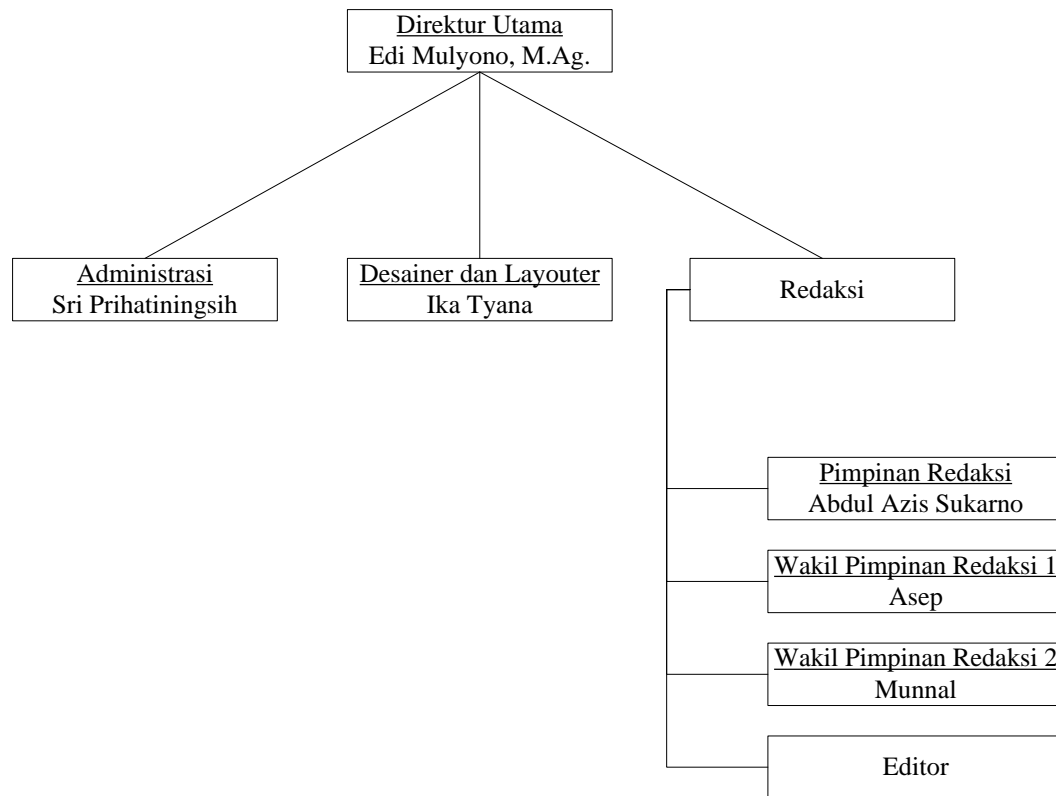 Direktur Utama
Edi Mulyono, M.Ag.
Administrasi
Sri Prihatiningsih
Desainer dan Layouter
Ika Tyana
Redaksi
Pimpinan Redaksi
Abdul Azis Sukarno
Wakil Pimpinan Redaksi 1
Asep
Wakil Pimpinan Redaksi 2
Munnal
Editor